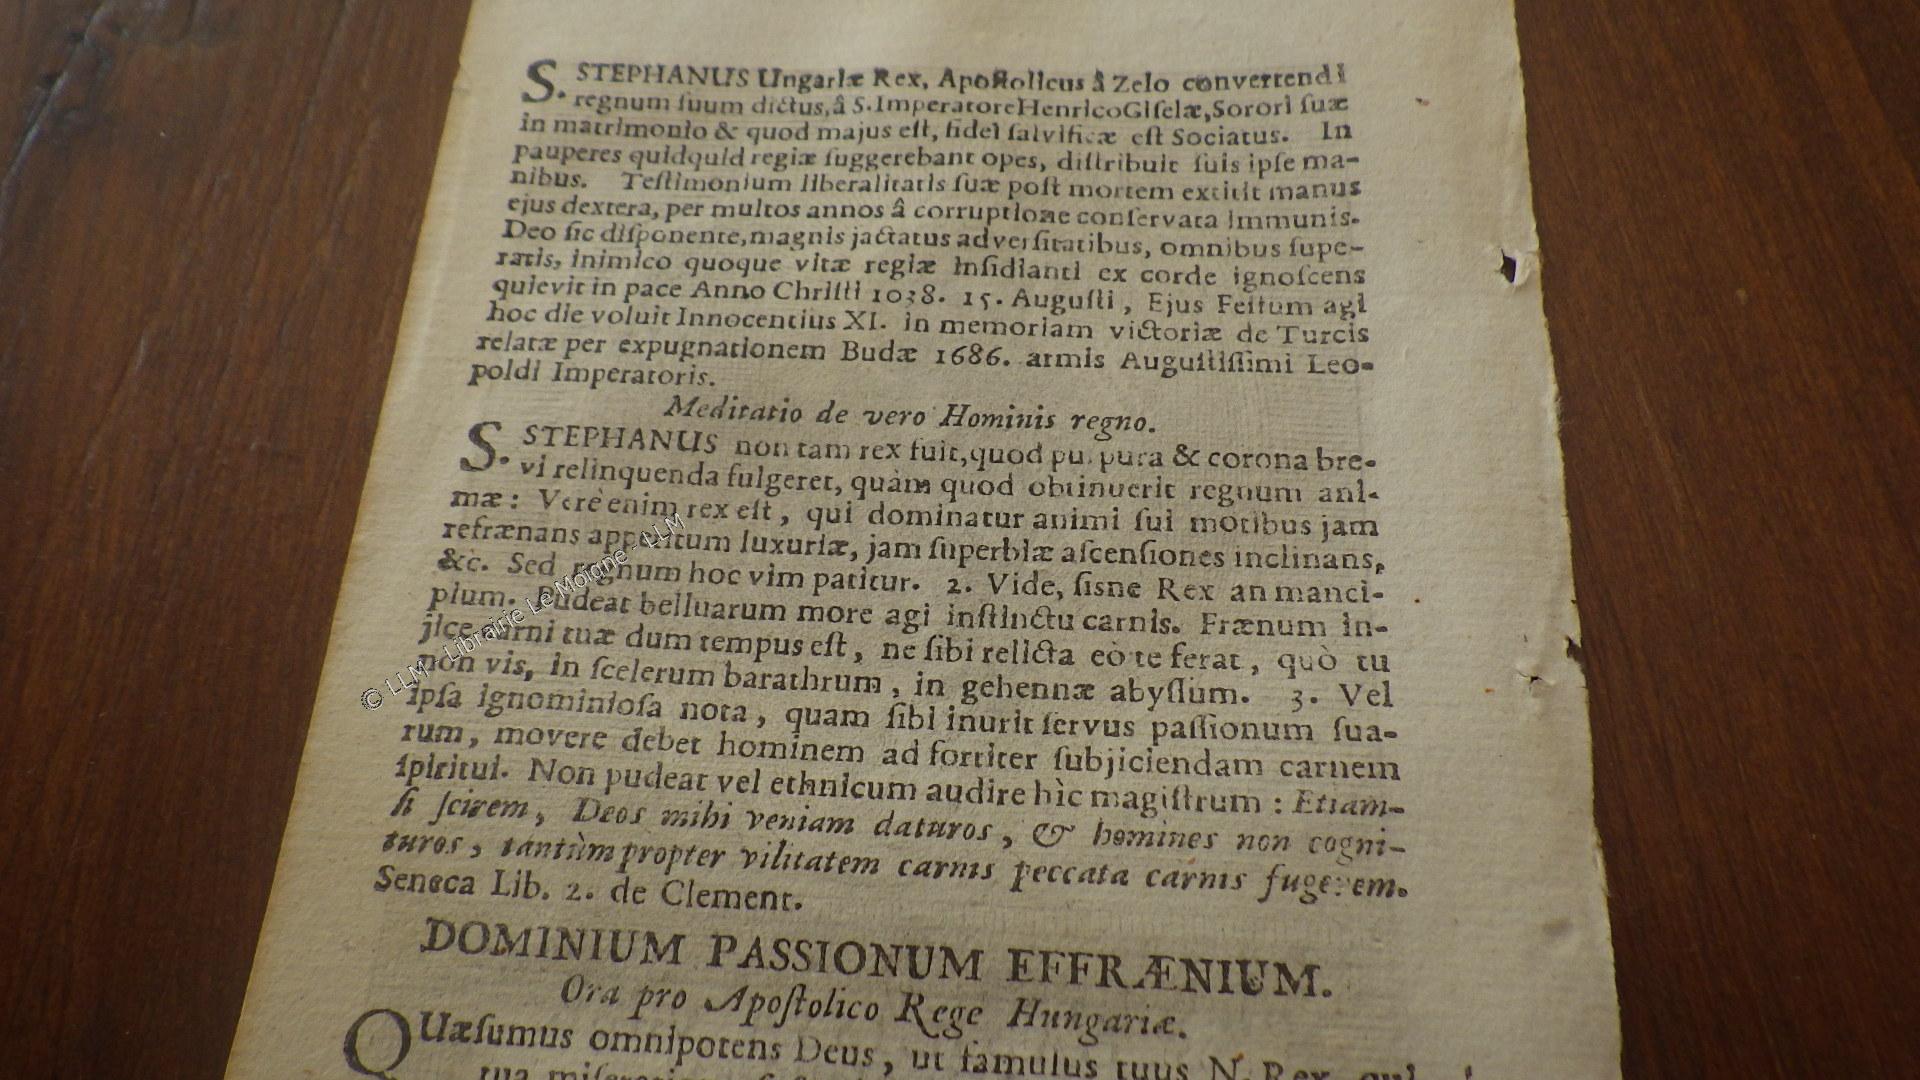 S. STEPHANUS Ungariæ Rex, Apoſtolicus â Zelo convertendi
regnum ſuum dictus, â S. Imperatore Henrico Giſelæ, Sorori ſuæ
in matrimonio & quod majus eſt, fidei ſalvificæ eſt Sociatus. In
pauperes quidquid regiæ ſuggerebant opes, diſtribuit ſuis ipſe ma-
nibus. Teſtimonium liberalitatis ſuæ poſt mortem extitit manus
ejus dextera, per multos annos â corruptione conſervata immunis.
Deo ſic diſponente, magnis jactatus adverſitatibus, omnibus ſupe-
ratis, inimico quoque vitæ regiæ inſidianti ex corde ignoſcens
quievit in pace Anno Chriſti 1038. 15. Auguſti, Ejus Feſtum agi
hoc die voluit Innocentius XI. in memoriam victoriæ de Turcis
relatæ per expugnationem Budæ 1686. armis Auguſtiſſimi Leo-
poldi Imperatoris.
Meditatio de vero Hominis regno.
S. STEPHANUS non tam rex fuit, quod purpura & corona bre-
vi relinquenda fulgeret, quàm quod obtinuerit regnum ani-
mæ: Verè enim rex eſt, qui dominatur animi ſui motibus jam
refrænans appetitum luxuriæ, jam ſuperbiæ aſcenſiones inclinans,
&c. Sed regnum hoc vim patitur. 2. Vide, ſisne Rex an manci-
pium. Pudeat belluarum more agi inſtinctu carnis. Frænum in-
jice carni tuæ dum tempus eſt, ne ſibi relicta eò te ferat, quò tu
non vis, in ſcelerum barathrum, in gehennæ abyſſum. 3. Vel
ipſa ignominioſa nota, quam ſibi inurit ſervus paſſionum ſua-
rum, movere debet hominem ad fortiter ſubjiciendam carnem
ſpiritui. Non pudeat vel ethnicum audire hìc magiſtrum: Etiam-
ſi ſcirem, Deos mihi veniam daturos, & homines non cogni-
turos, tantùm propter vilitatem carnis peccata carnis fugerem.
Seneca Lib. 2. de Clement.
DOMINIUM PASSIONUM EFFRÆNIUM.
Ora pro Apoſtolico Rege Hungariæ.
QUæſumus omnipotens Deus, ut famulus tuus N. Rex
© LLM - Librairie Le Moigne - LLM